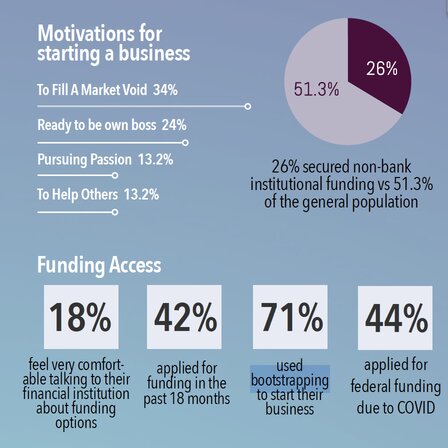 Motivations for
starting a business
To Fill A Market Void 34%
Ready to be own boss 24%
Pursuing Passion 13.2%
To Help Others 13.2%
26%
51.3%
26% secured non-bank
institutional funding vs 51.3%
of the general population
Funding Access
18%
feel very comfort-
able talking to their
financial institution
about funding
options
42%
applied for
funding in the
past 18 months
71%
used
bootstrapping
to start their
business
44%
applied for
federal funding
due to COVID